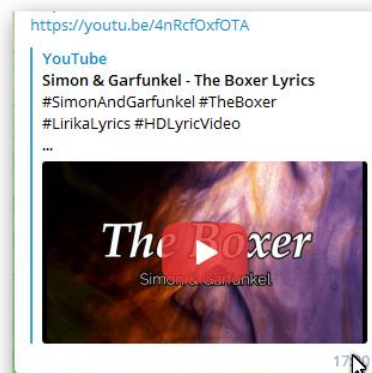 https://youtu.be/4nRcfOxfOTA
YouTube
Simon & Garfunkel - The Boxer Lyrics
#SimonAndGarfunkel #TheBoxer
#LirikaLyrics #HDLyricVideo
...
The Boxer
Simon & Garfunkel